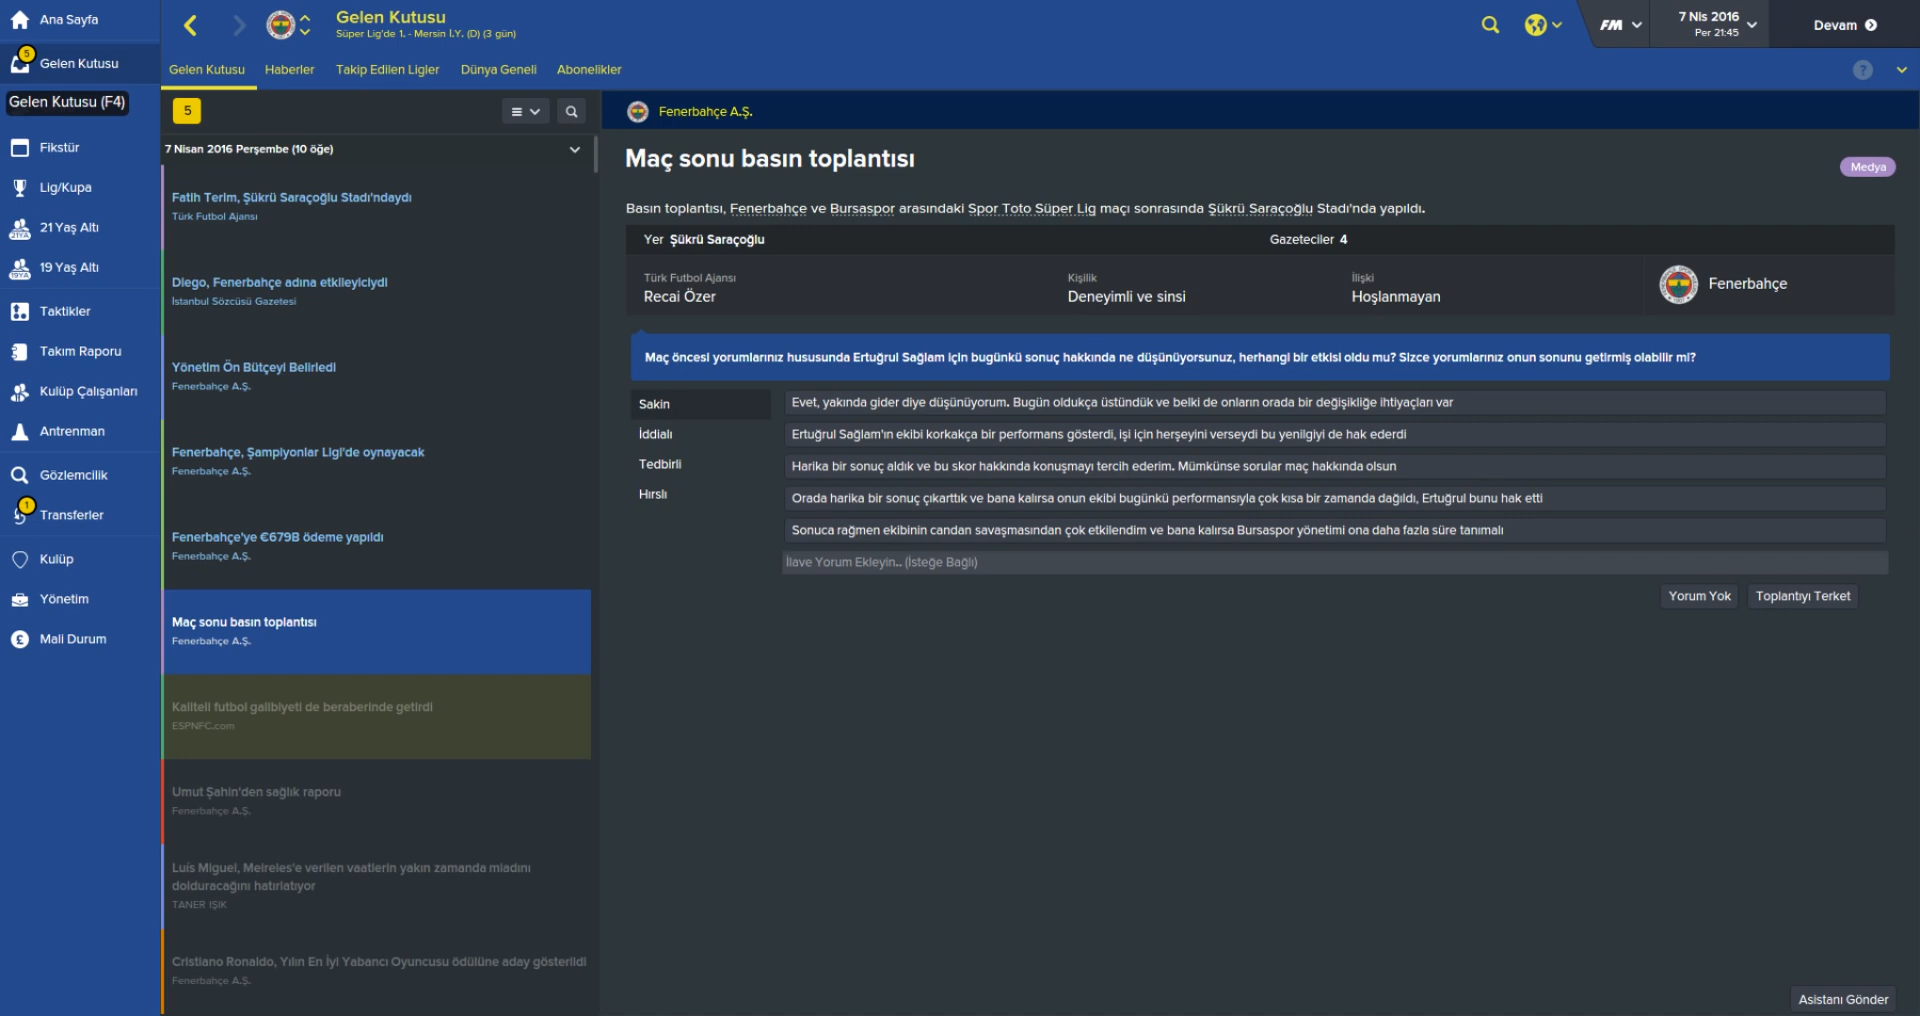 Ana Sayfa
5
Gelen Kutusu
Gelen Kutusu (F4)
Fikstür
Lig/Kupa
21 Yaş Altı
19 Yaş Altı
Taktikler
Takım Raporu
Kulüp Çalışanları
Antrenman
Gözlemcilik
1
Transferler
Kulüp
Yönetim
Mali Durum
Gelen Kutusu
Süper Lig'de 1. - Mersin İ.Y. (D) (3 gün)
FM
7 Nis 2016
Per 21:45
Devam
Gelen Kutusu Haberler Takip Edilen Ligler Dünya Geneli Abonelikler
?
5
7 Nisan 2016 Perşembe (10 öğe)
Fatih Terim, Şükrü Saraçoğlu Stadı'ndaydı
Türk Futbol Ajansı
Diego, Fenerbahçe adına etkileyiciydi
İstanbul Sözcüsü Gazetesi
Yönetim Ön Bütçeyi Belirledi
Fenerbahçe A.Ş.
Fenerbahçe, Şampiyonlar Ligi'de oynayacak
Fenerbahçe A.Ş.
Fenerbahçe'ye €679B ödeme yapıldı
Fenerbahçe A.Ş.
Maç sonu basın toplantısı
Fenerbahçe A.Ş.
Kaliteli futbol galibiyeti de beraberinde getirdi
ESPNFC.com
Umut Şahin'den sağlık raporu
Fenerbahçe A.Ş.
Luís Miguel, Meireles'e verilen vaatlerin yakın zamanda miadını
dolduracağını hatırlatıyor
TANER IŞIK
Cristiano Ronaldo, Yılın En İyi Yabancı Oyuncusu ödülüne aday gösterildi
Fenerbahçe A.Ş.
Fenerbahçe A.Ş.
Maç sonu basın toplantısı
Medya
Basın toplantısı, Fenerbahçe ve Bursaspor arasındaki Spor Toto Süper Lig maçı sonrasında Şükrü Saraçoğlu Stadı'nda yapıldı.
Yer Şükrü Saraçoğlu Gazeteciler 4
Türk Futbol Ajansı Kişilik İlişki
Recai Özer Deneyimli ve sinsi Hoşlanmayan Fenerbahçe
Maç öncesi yorumlarınız hususunda Ertuğrul Sağlam için bugünkü sonuç hakkında ne düşünüyorsunuz, herhangi bir etkisi oldu mu? Sizce yorumlarınız onun sonunu getirmiş olabilir mi?
Sakin
İddialı
Tedbirli
Hırslı
Evet, yakında gider diye düşünüyorum. Bugün oldukça üstündük ve belki de onların orada bir değişikliğe ihtiyaçları var
Ertuğrul Sağlam'ın ekibi korkakça bir performans gösterdi, işi için herşeyini verseydi bu yenilgiyi de hak ederdi
Harika bir sonuç aldık ve bu skor hakkında konuşmayı tercih ederim. Mümkünse sorular maç hakkında olsun
Orada harika bir sonuç çıkarttık ve bana kalırsa onun ekibi bugünkü performansıyla çok kısa bir zamanda dağıldı, Ertuğrul bunu hak etti
Sonuca rağmen ekibinin candan savaşmasından çok etkilendim ve bana kalırsa Bursaspor yönetimi ona daha fazla süre tanımalı
İlave Yorum Ekleyin.. (İsteğe Bağlı)
Yorum Yok Toplantıyı Terket
Asistanı Gönder